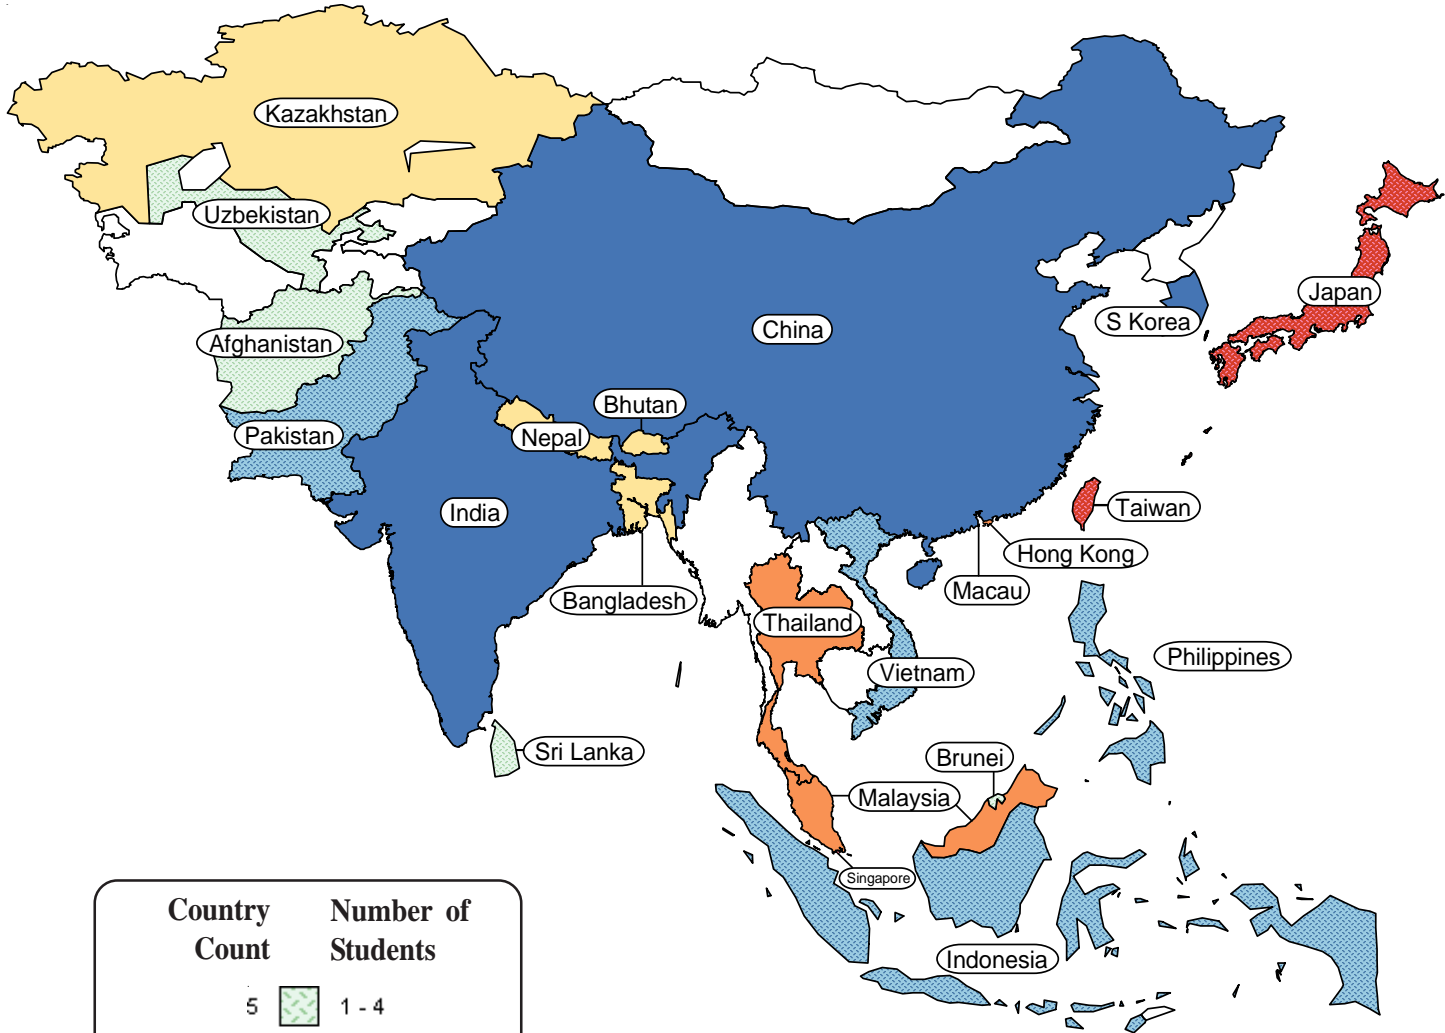 Kazakhstan
Uzbekistan
Afghanistan
Pakistan
China
S Korea
Japan
Bhutan
Nepal
India
Taiwan
Hong Kong
Macau
Bangladesh
Thailand
Vietnam
Philippines
Sri Lanka
Brunei
Malaysia
Singapore
Indonesia
Country Number of
Count Students
5 1 - 4